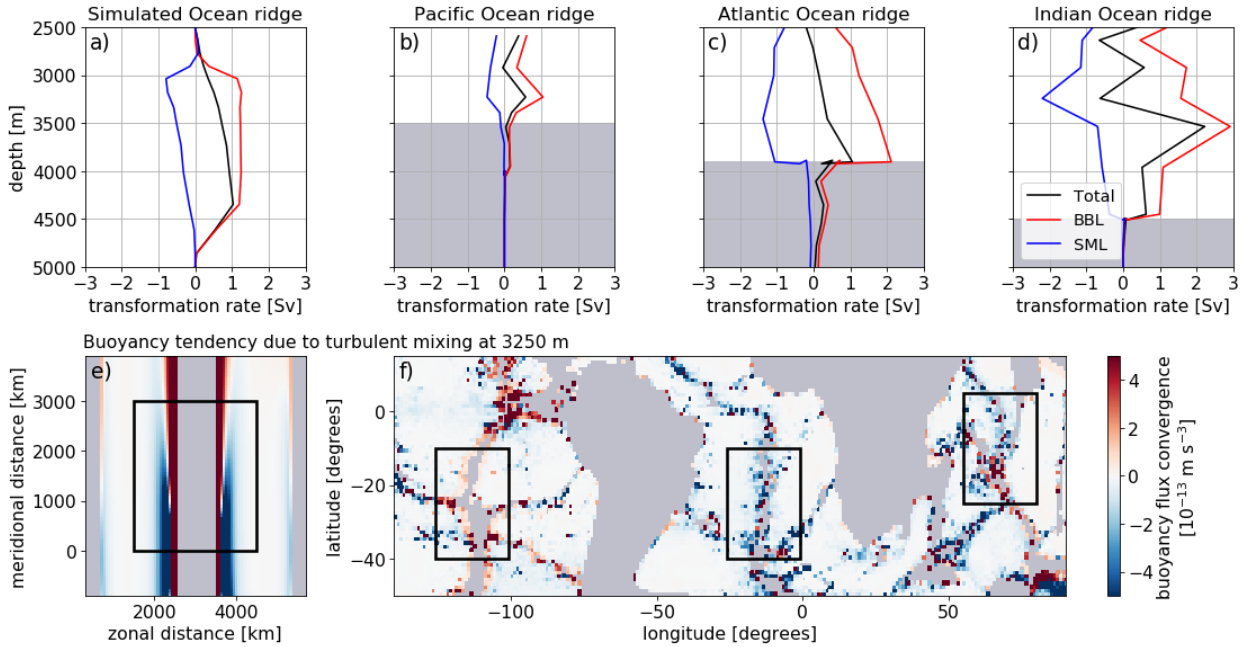 Simulated Ocean ridge
Pacific Ocean ridge
Atlantic Ocean ridge
Indian Ocean ridge
a)
b)
c)
d)
2500
3000
3500
4000
4500
5000
depth [m]
−3 −2 −1 0 1 2 3
−3 −2 −1 0 1 2 3
−3 −2 −1 0 1 2 3
−3 −2 −1 0 1 2 3
transformation rate [Sv]
transformation rate [Sv]
transformation rate [Sv]
transformation rate [Sv]
Total
BBL
SML
Buoyancy tendency due to turbulent mixing at 3250 m
e)
3000
2000
1000
0
meridional distance [km]
2000 4000
zonal distance [km]
f)
0
−20
−40
latitude [degrees]
−100 −50 0 50
longitude [degrees]
4
2
0
−2
−4
buoyancy flux convergence
[10⁻¹³ m s⁻³]